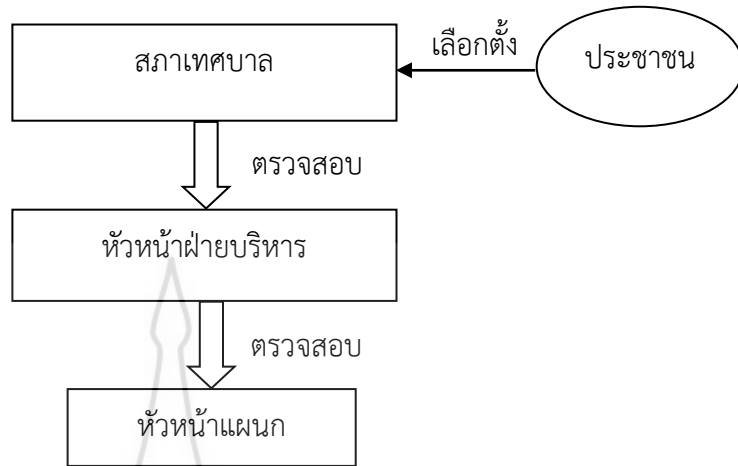 สภาเทศบาล
เลือกตั้ง
ประชาชน
ตรวจสอบ
หัวหน้าฝ่ายบริหาร
ตรวจสอบ
หัวหน้าแผนก